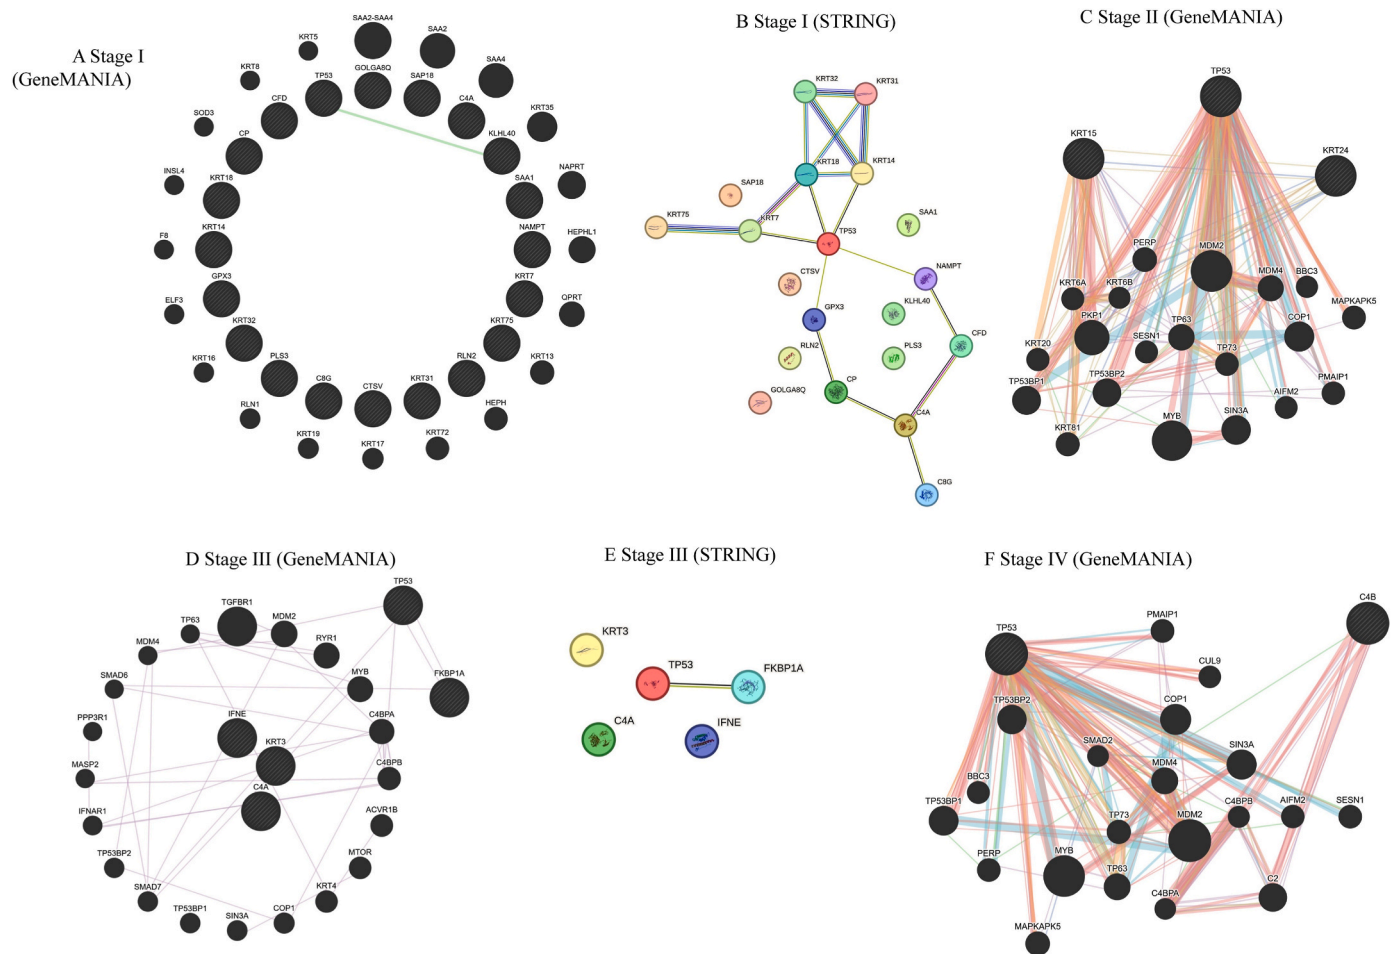 A Stage I
(GeneMANIA)
SAA2-SAA4
SAA2
KRT5
GOLGA8Q
SAA4
KRT8
TP53
SAP18
CFD
C4A
KRT35
SOD3
CP
KLHL40
NAPRT
INSL4
KRT18
SAA1
F8
KRT14
NAMPT
HEPHL1
ELF3
GPX3
KRT7
QPRT
KRT16
KRT32
KRT75
KRT13
PLS3
RLN2
RLN1
C8G
CTSV
KRT31
HEPH
KRT19
KRT17
KRT72
B Stage I (STRING)
KRT32
KRT31
KRT18
KRT14
SAP18
KRT75
KRT7
SAA1
TP53
CTSV
NAMPT
GPX3
KLHL40
CFD
RLN2
PLS3
CP
GOLGA8Q
C4A
C8G
C Stage II (GeneMANIA)
TP53
KRT15
KRT24
PERP
MDM2
MDM4
BBC3
KRT6A
KRT6B
MAPKAPK5
PKP1
TP63
COP1
SESN1
KRT20
TP73
TP53BP1
TP53BP2
PMAIP1
AIFM2
MYB
SIN3A
KRT81
D Stage III (GeneMANIA)
TP53
TGFBR1
MDM2
TP63
RYR1
MDM4
MYB
FKBP1A
SMAD6
IFNE
C4BPA
PPP3R1
KRT3
MASP2
C4BPB
C4A
IFNAR1
ACVR1B
TP53BP2
MTOR
SMAD7
KRT4
TP53BP1
SIN3A
COP1
E Stage III (STRING)
KRT3
TP53
FKBP1A
C4A
IFNE
F Stage IV (GeneMANIA)
C4B
PMAIP1
TP53
CUL9
TP53BP2
COP1
SMAD2
SIN3A
MDM4
BBC3
TP53BP1
C4BPB
AIFM2
SESN1
TP73
MDM2
PERP
MYB
TP63
C2
C4BPA
MAPKAPK5